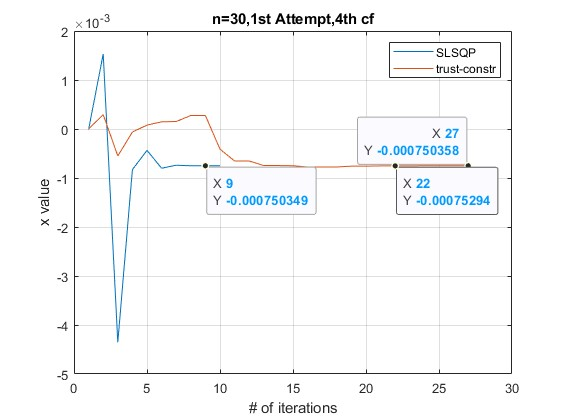 n=30,1st Attempt,4th cf
×10⁻³
2
1
0
-1
-2
-3
-4
-5
x value
SLSQP
trust-constr
X 27
Y -0.000750358
X 9
Y -0.000750349
X 22
Y -0.00075294
0
5
10
15
20
25
30
# of iterations